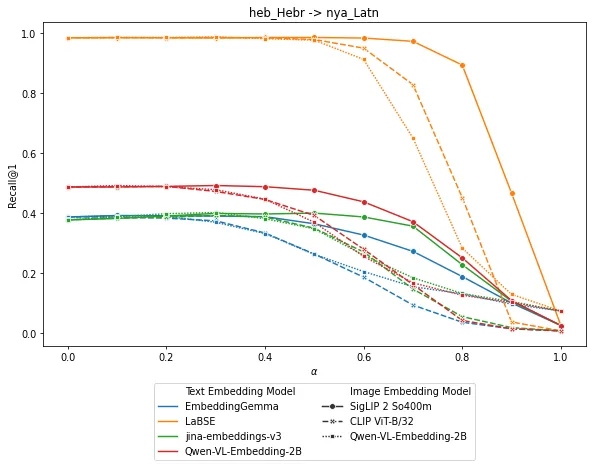 heb_Hebr -> nya_Latn
Recall@1
1.0
0.8
0.6
0.4
0.2
0.0
0.0 0.2 0.4 0.6 0.8 1.0
α
Text Embedding Model Image Embedding Model
EmbeddingGemma SigLIP 2 So400m
LaBSE CLIP ViT-B/32
jina-embeddings-v3 Qwen-VL-Embedding-2B
Qwen-VL-Embedding-2B